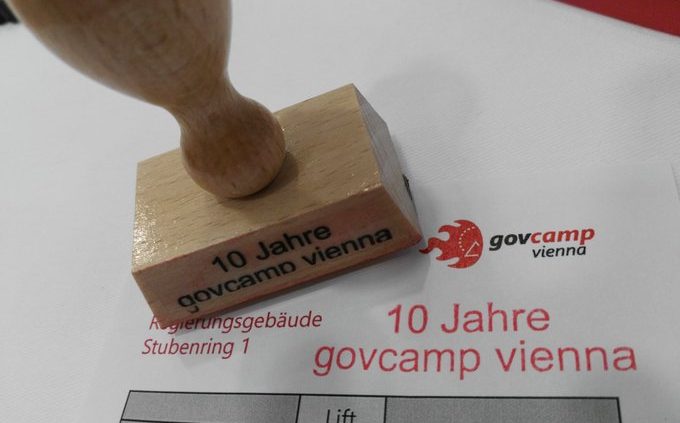 10 Jahre
govcamp vienna
govcamp
vienna
Regierungsgebäude
Stubenring 1
10 Jahre
govcamp vienna
Lift